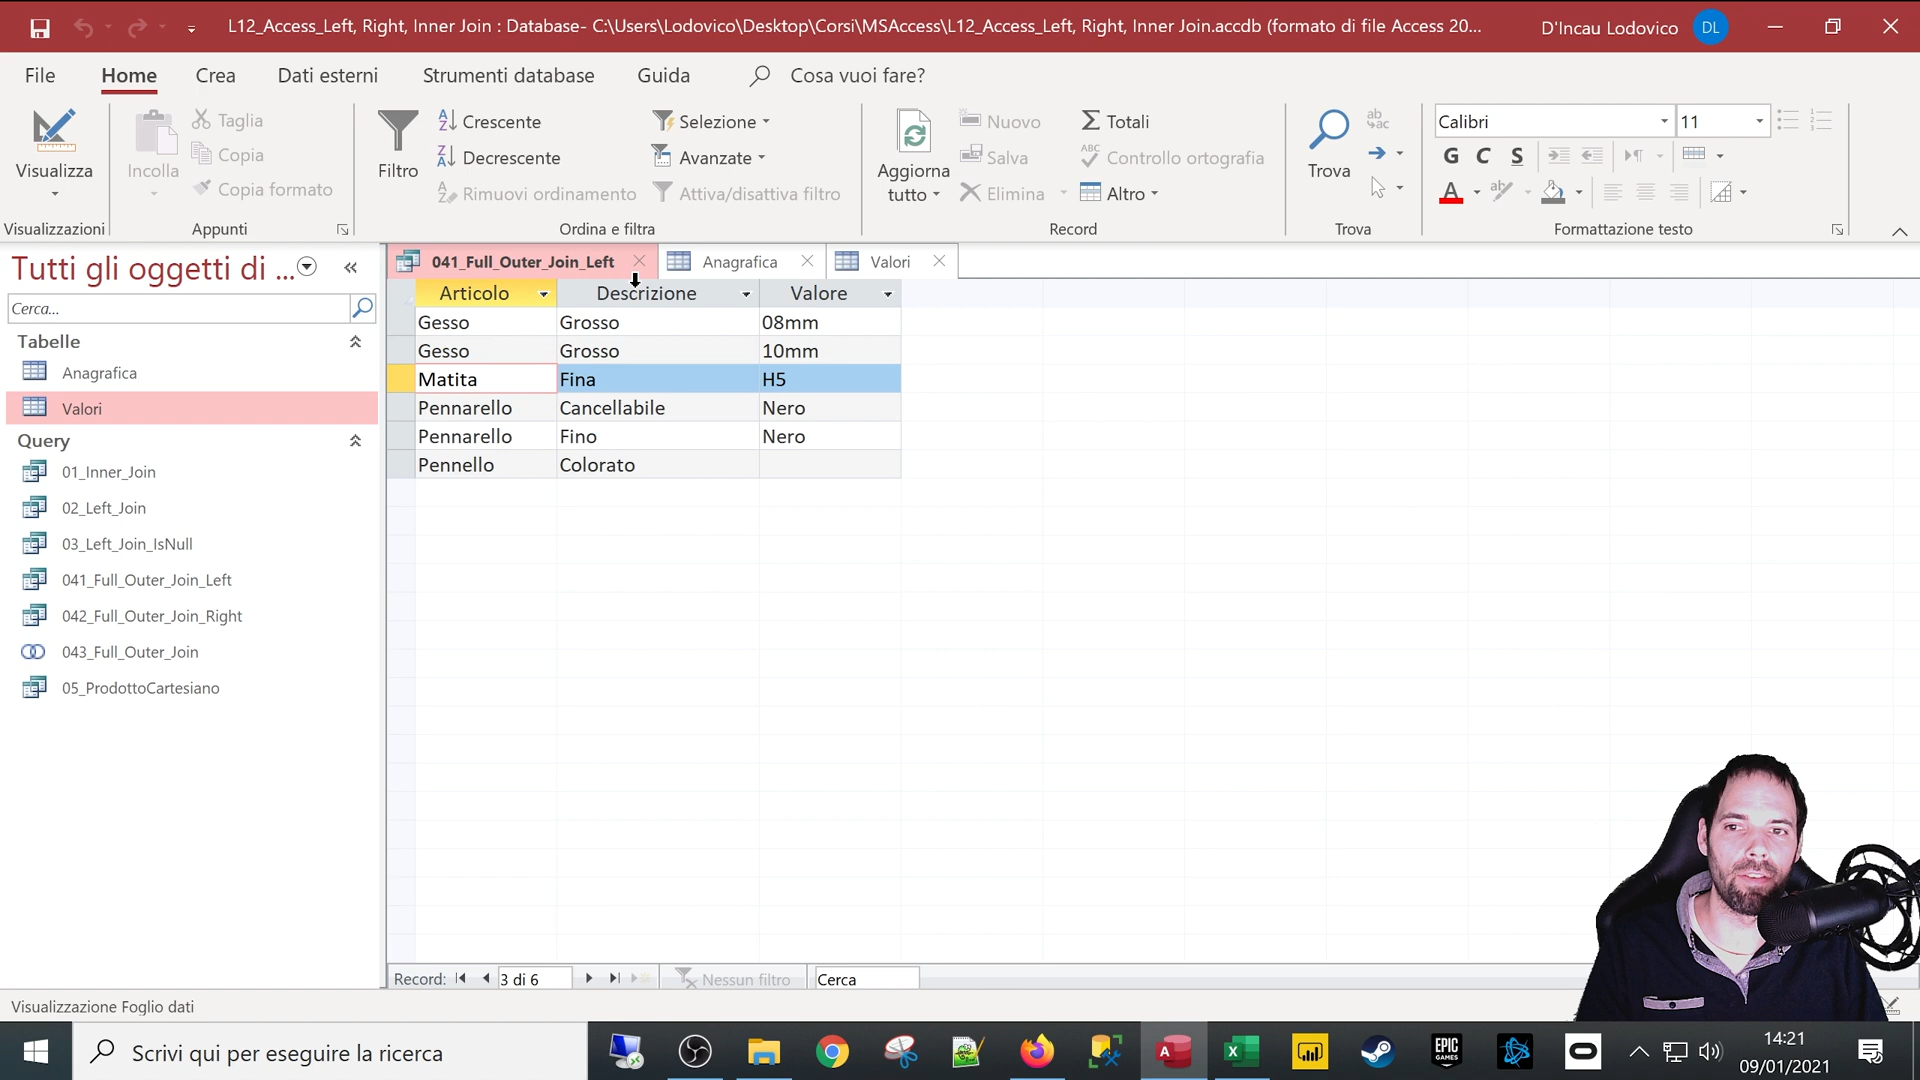 L12_Access_Left, Right, Inner Join : Database- C:\Users\Lodovico\Desktop\Corsi\MSAccess\L12_Access_Left, Right, Inner Join.accdb (formato di file Access 20...
D'Incau Lodovico
DL
File
Home
Crea
Dati esterni
Strumenti database
Guida
Cosa vuoi fare?
Visualizza
Visualizzazioni
Incolla
Taglia
Copia
Copia formato
Appunti
Filtro
Crescente
Decrescente
Rimuovi ordinamento
Selezione
Avanzate
Attiva/disattiva filtro
Ordina e filtra
Aggiorna
tutto
Nuovo
Salva
Elimina
Totali
Controllo ortografia
Altro
Record
Trova
Trova
Calibri
11
G C S
Formattazione testo
Tutti gli oggetti di ...
Cerca...
Tabelle
Anagrafica
Valori
Query
01_Inner_Join
02_Left_Join
03_Left_Join_IsNull
041_Full_Outer_Join_Left
042_Full_Outer_Join_Right
043_Full_Outer_Join
05_ProdottoCartesiano
041_Full_Outer_Join_Left
Anagrafica
Valori
Articolo Descrizione Valore
Gesso Grosso 08mm
Gesso Grosso 10mm
Matita Fina H5
Pennarello Cancellabile Nero
Pennarello Fino Nero
Pennello Colorato
Record: 3 di 6 Nessun filtro Cerca
Visualizzazione Foglio dati
Scrivi qui per eseguire la ricerca
EPIC
GAMES
14:21
09/01/2021